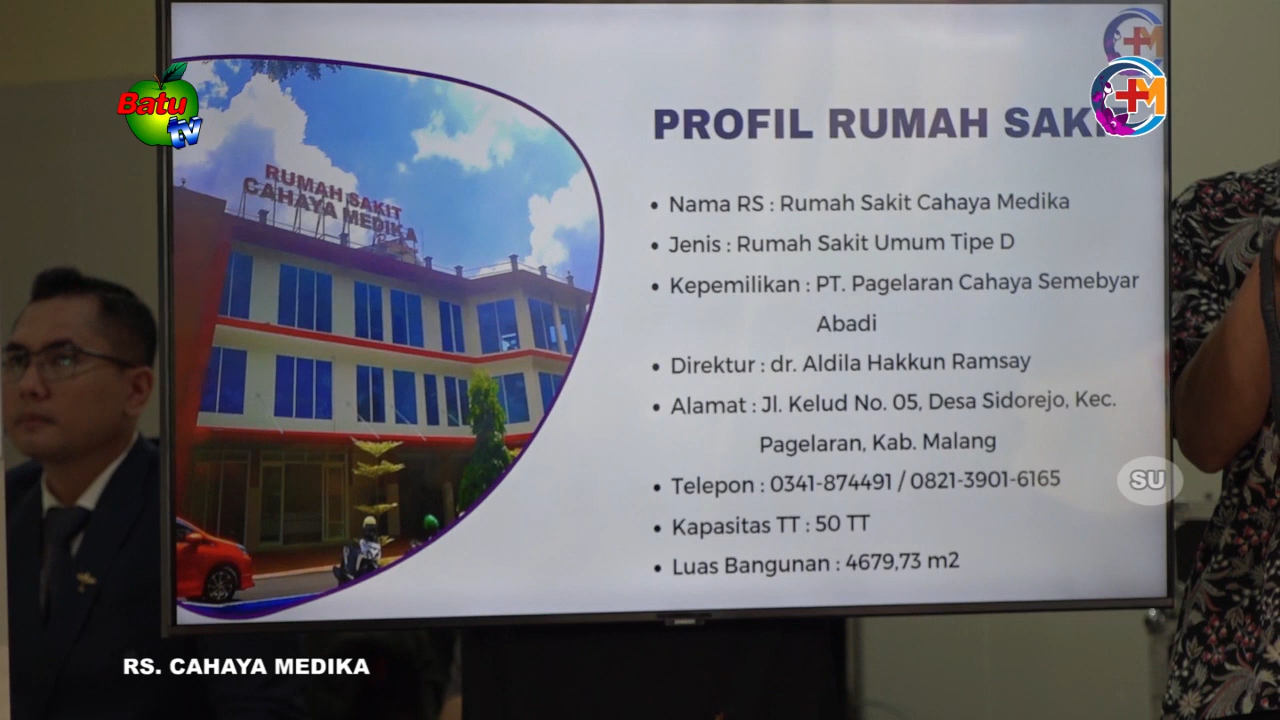 Batu
tv
RUMAH SAKIT
CAHAYA MEDIKA
M
PROFIL RUMAH SAKI
• Nama RS : Rumah Sakit Cahaya Medika
• Jenis : Rumah Sakit Umum Tipe D
• Kepemilikan : PT. Pagelaran Cahaya Semebyar
Abadi
• Direktur : dr. Aldila Hakkun Ramsay
• Alamat : Jl. Kelud No. 05, Desa Sidorejo, Kec.
Pagelaran, Kab. Malang
• Telepon : 0341-874491 / 0821-3901-6165
• Kapasitas TT : 50 TT
• Luas Bangunan : 4679,73 m2
SU
RS. CAHAYA MEDIKA